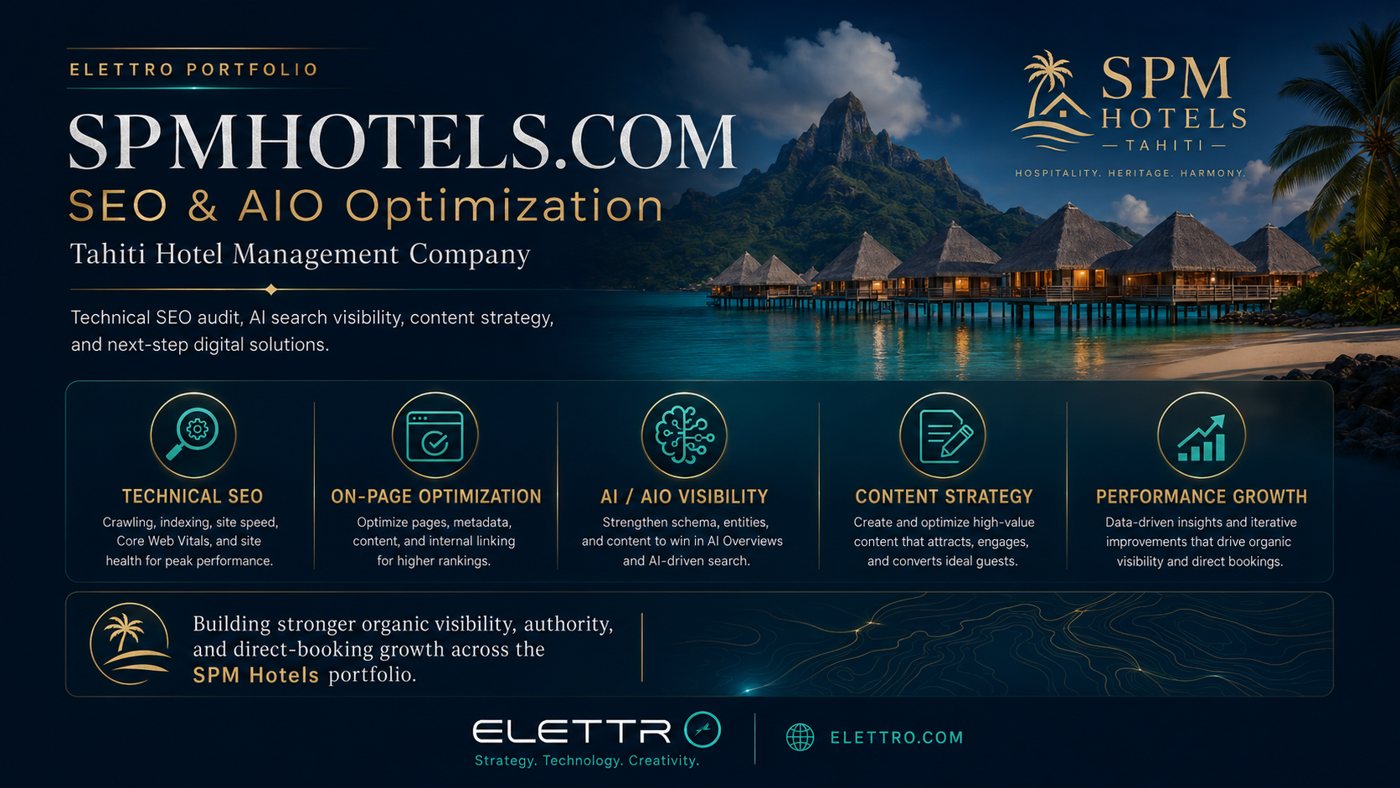 ELETTRO PORTFOLIO
SPMHOTELS.COM
SEO & AIO Optimization
Tahiti Hotel Management Company
Technical SEO audit, AI search visibility, content strategy,
and next-step digital solutions.
SPM
HOTELS
TAHITI
HOSPITALITY. HERITAGE. HARMONY.
TECHNICAL SEO
Crawling, indexing, site speed,
Core Web Vitals, and site
health for peak performance.
ON-PAGE OPTIMIZATION
Optimize pages, metadata,
content, and internal linking
for higher rankings.
AI / AIO VISIBILITY
Strengthen schema, entities,
and content to win in AI Overviews
and AI-driven search.
CONTENT STRATEGY
Create and optimize high-value
content that attracts, engages,
and converts ideal guests.
PERFORMANCE GROWTH
Data-driven insights and iterative
improvements that drive organic
visibility and direct bookings.
Building stronger organic visibility, authority,
and direct-booking growth across the
SPM Hotels portfolio.
ELETTRO
Strategy. Technology. Creativity.
ELETTRO.COM